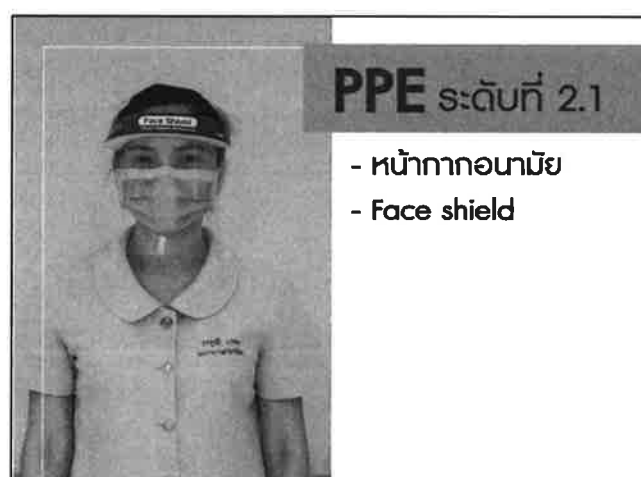 PPE ระดับที่ 2.1
- หน้ากากอนามัย
- Face shield
Face Shield